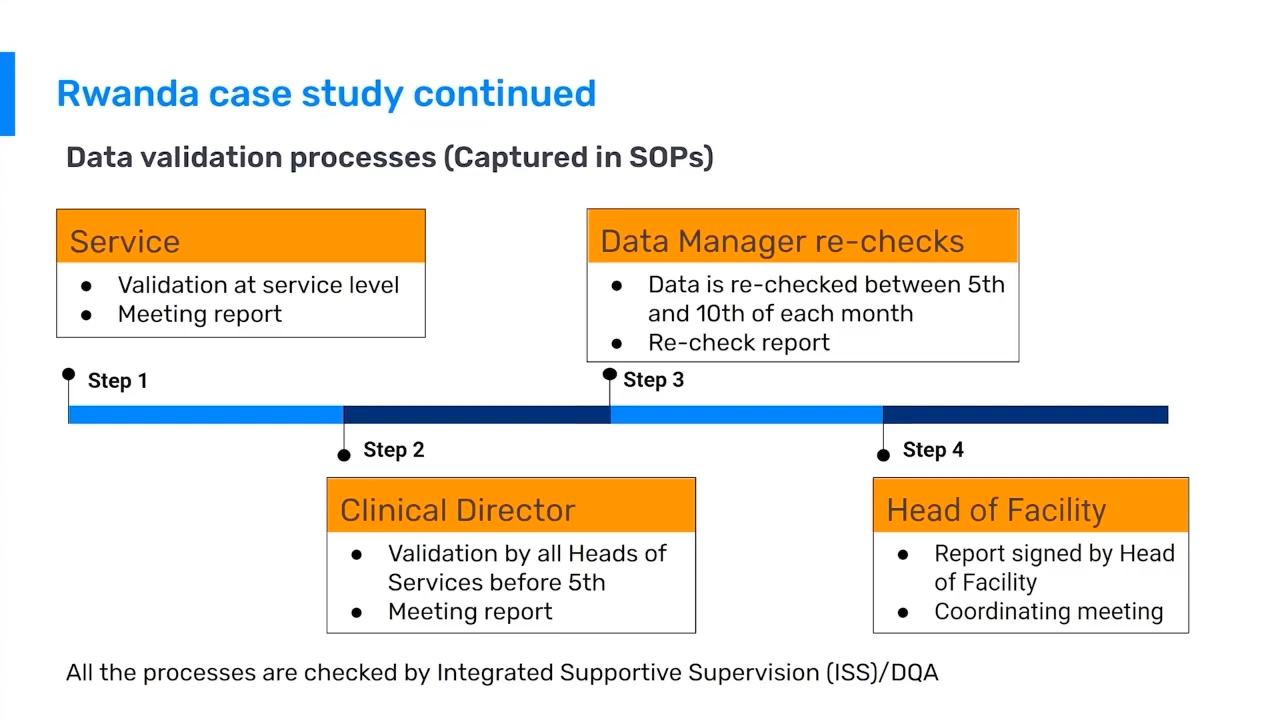 Rwanda case study continued
Data validation processes (Captured in SOPs)
Service
● Validation at service level
● Meeting report
Step 1
Clinical Director
● Validation by all Heads of
Services before 5th
● Meeting report
Step 2
Data Manager re-checks
● Data is re-checked between 5th
and 10th of each month
● Re-check report
Step 3
Step 4
Head of Facility
● Report signed by Head
of Facility
● Coordinating meeting
All the processes are checked by Integrated Supportive Supervision (ISS)/DQA